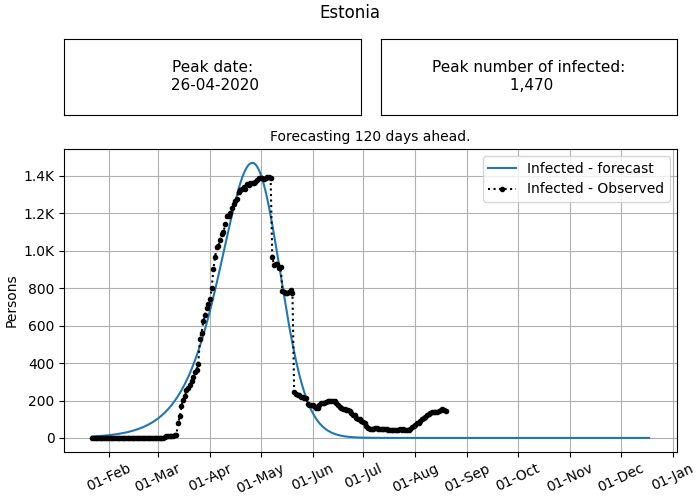 Estonia
Peak date:
26-04-2020
Peak number of infected:
1,470
Forecasting 120 days ahead.
Infected - forecast
Infected - Observed
1.4K
1.2K
1.0K
800
600
400
200
0
Persons
01-Feb
01-Mar
01-Apr
01-May
01-Jun
01-Jul
01-Aug
01-Sep
01-Oct
01-Nov
01-Dec
01-Jan